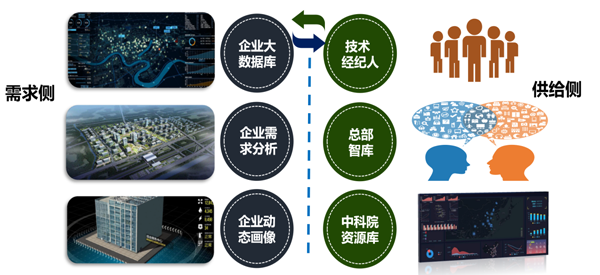 需求侧
企业大
数据库
技术
经纪人
供给侧
企业需
求分析
总部
智库
企业动
态画像
中科院
资源库